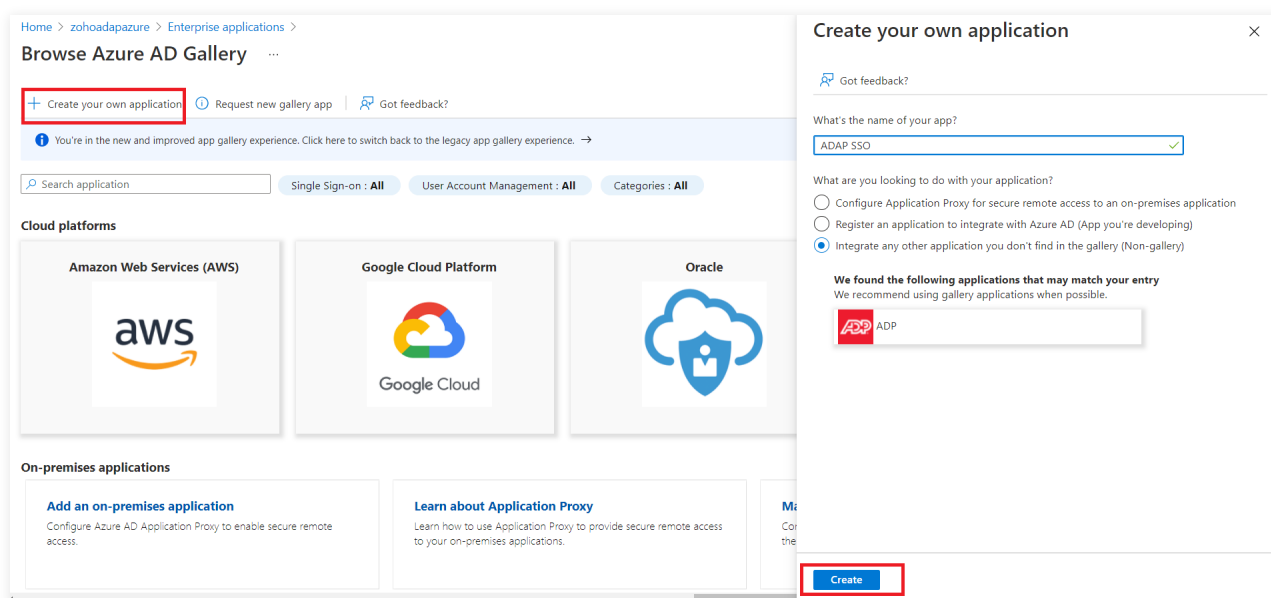 Home > zohoadapazure > Enterprise applications >
Browse Azure AD Gallery ...
Create your own application
Request new gallery app
Got feedback?
You're in the new and improved app gallery experience. Click here to switch back to the legacy app gallery experience. →
Search application
Single Sign-on : All
User Account Management : All
Categories : All
Cloud platforms
Amazon Web Services (AWS)
aws
Google Cloud Platform
Google Cloud
Oracle
On-premises applications
Add an on-premises application
Configure Azure AD Application Proxy to enable secure remote
access.
Learn about Application Proxy
Learn how to use Application Proxy to provide secure remote access
to your on-premises applications.
Create your own application
Got feedback?
What's the name of your app?
ADAP SSO
What are you looking to do with your application?
Configure Application Proxy for secure remote access to an on-premises application
Register an application to integrate with Azure AD (App you're developing)
Integrate any other application you don't find in the gallery (Non-gallery)
We found the following applications that may match your entry
We recommend using gallery applications when possible.
ADP ADP
Create